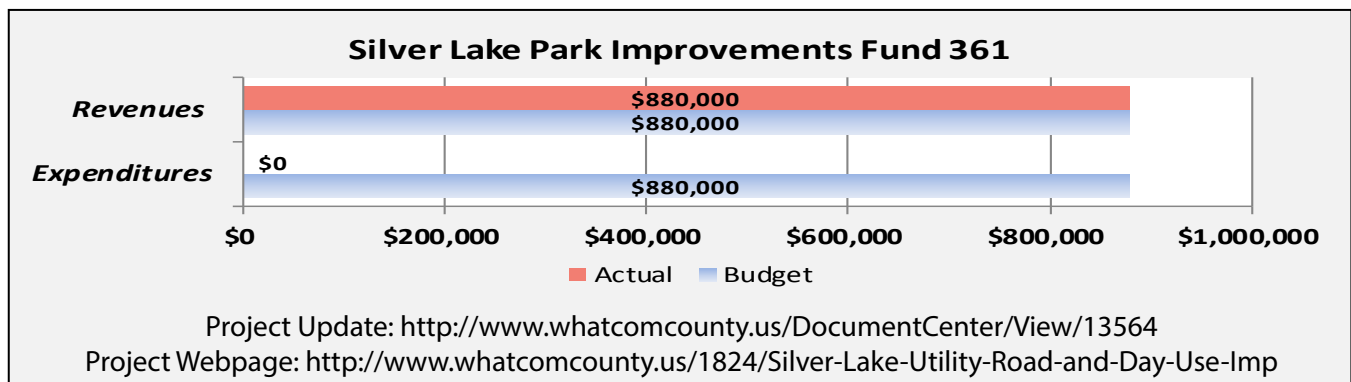 Silver Lake Park Improvements Fund 361
Revenues
$880,000
$880,000
Expenditures
$0
$880,000
$0 $200,000 $400,000 $600,000 $800,000 $1,000,000
Actual Budget
Project Update: http://www.whatcomcounty.us/DocumentCenter/View/13564
Project Webpage: http://www.whatcomcounty.us/1824/Silver-Lake-Utility-Road-and-Day-Use-Imp